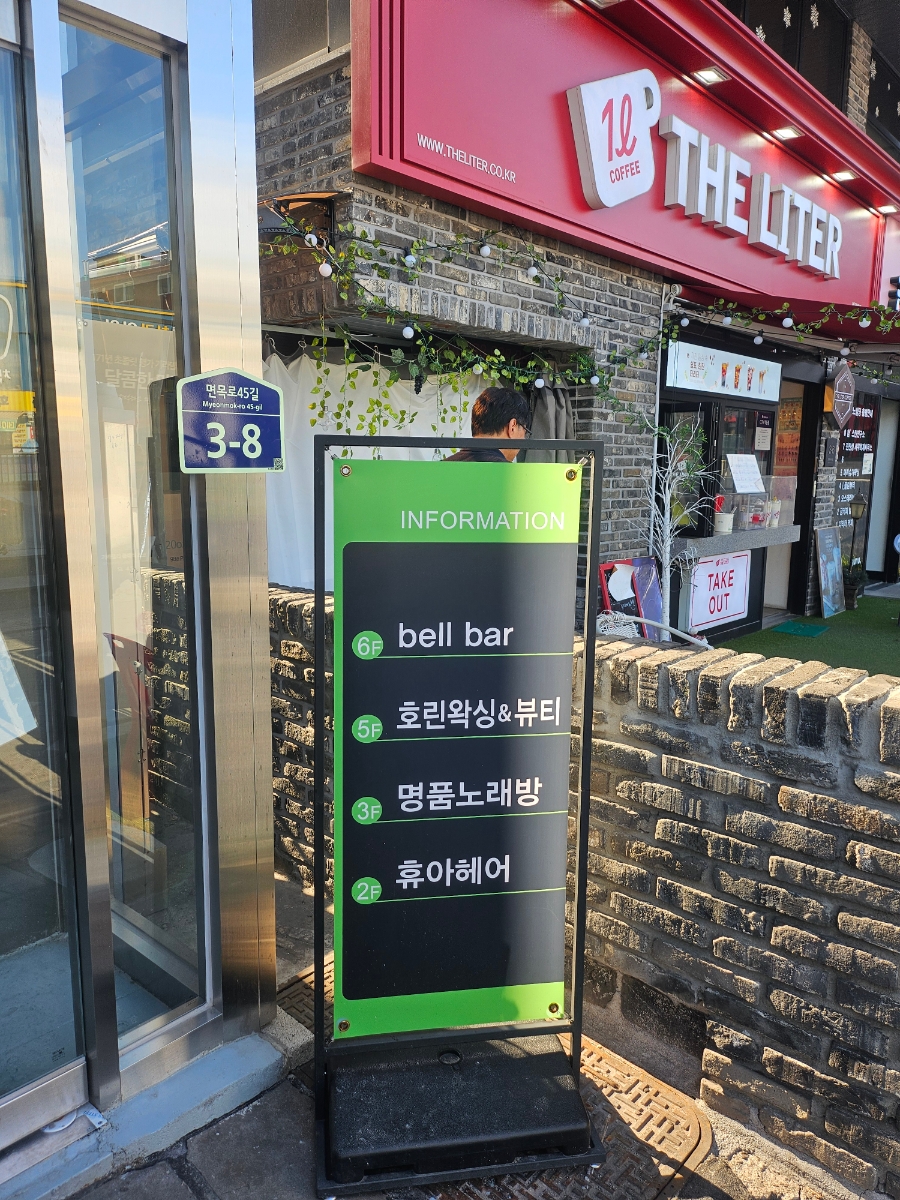 WWW.THELITER.CO.KR
1ℓ
COFFEE
THE LITER
면목로45길
Myeonmok-ro 45-gil
3-8
INFORMATION
6F bell bar
5F 호린왁싱&뷰티
3F 명품노래방
2F 휴아헤어
TAKE
OUT